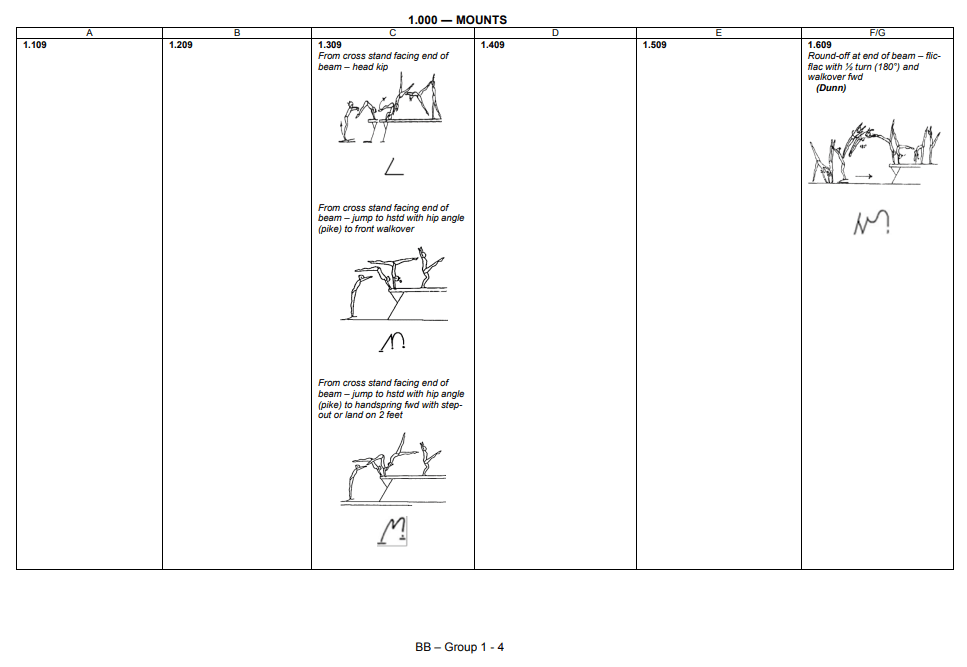 1.000 — MOUNTS
A B C D E F/G
1.109 1.209 1.309 1.409 1.509 1.609
From cross stand facing end of
beam – head kip
Round-off at end of beam – flic-
flac with ½ turn (180°) and
walkover fwd
(Dunn)
From cross stand facing end of
beam – jump to hstd with hip angle
(pike) to front walkover
From cross stand facing end of
beam – jump to hstd with hip angle
(pike) to handspring fwd with step-
out or land on 2 feet
BB – Group 1 - 4